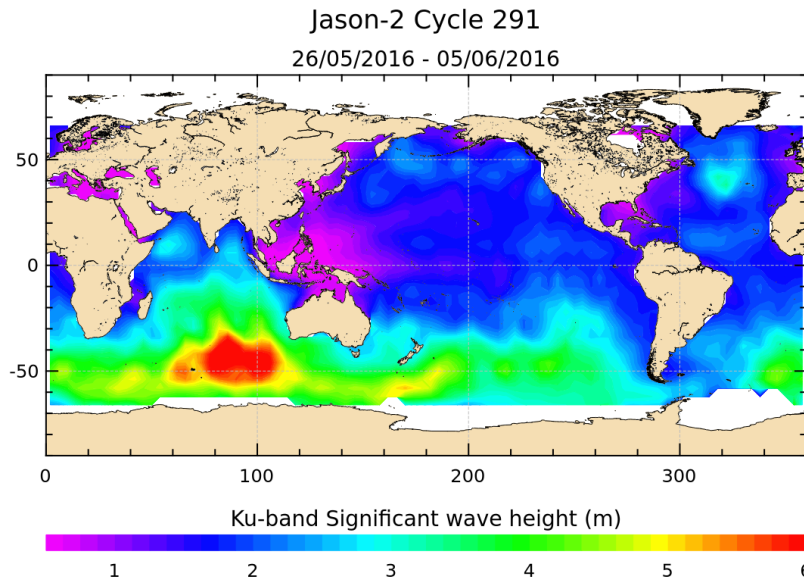 Jason-2 Cycle 291
26/05/2016 - 05/06/2016
50
0
-50
0 100 200 300
Ku-band Significant wave height (m)
1 2 3 4 5 6